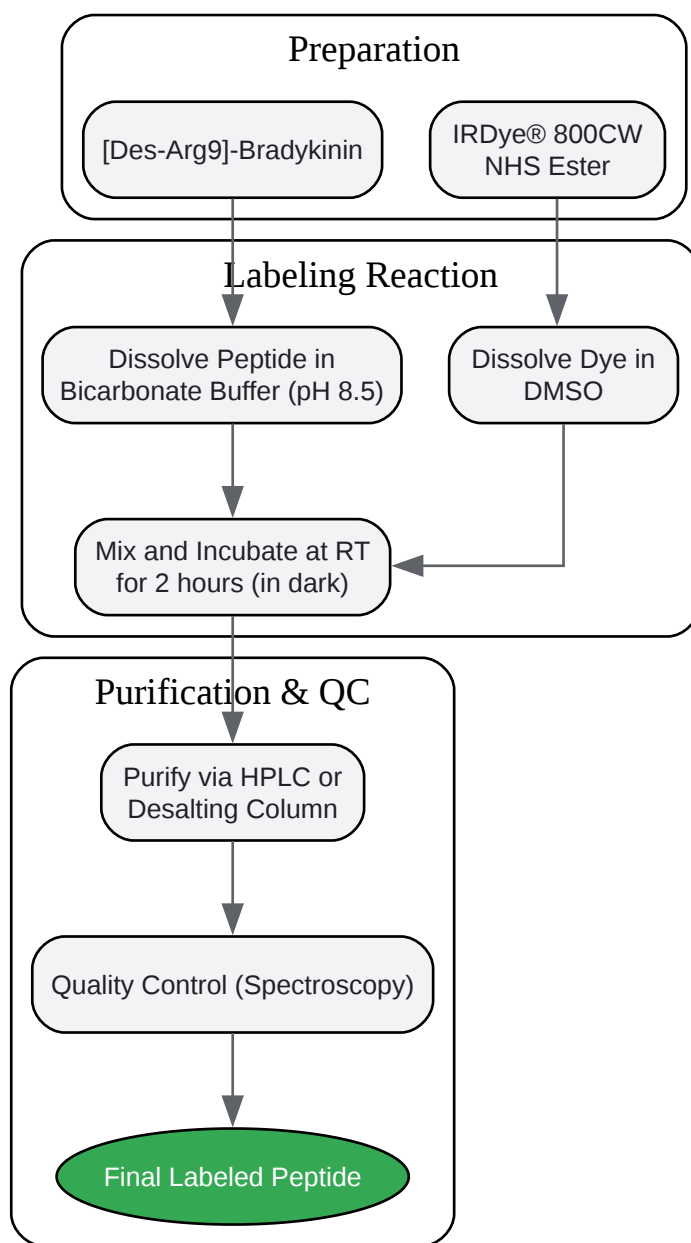 Preparation
[Des-Arg9]-Bradykinin
IRDye® 800CW
NHS Ester
Labeling Reaction
Dissolve Peptide in
Bicarbonate Buffer (pH 8.5)
Dissolve Dye in
DMSO
Mix and Incubate at RT
for 2 hours (in dark)
Purification & QC
Purify via HPLC or
Desalting Column
Quality Control (Spectroscopy)
Final Labeled Peptide